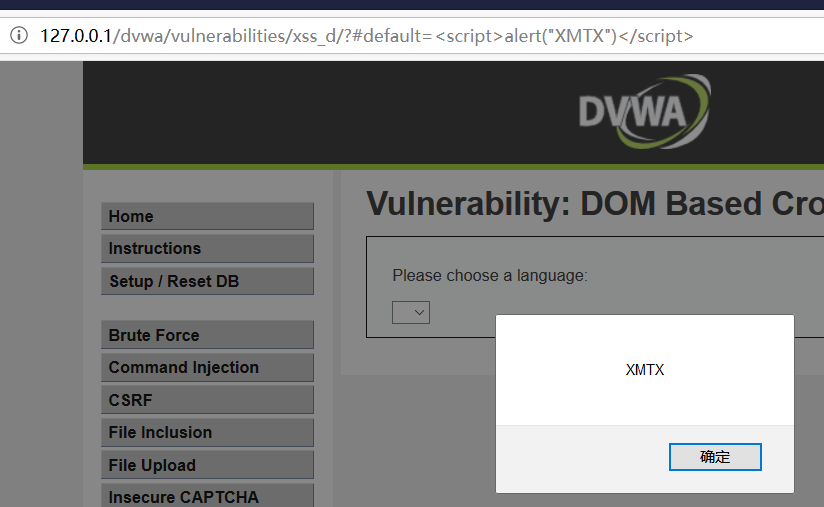 127.0.0.1/dvwa/vulnerabilities/xss_d/?#default=<script>alert("XMTX")</script>
DVWA
Vulnerability: DOM Based Cro
Home
Instructions
Setup / Reset DB
Please choose a language:
Brute Force
Command Injection
CSRF
File Inclusion
File Upload
Insecure CAPTCHA
XMTX
确定